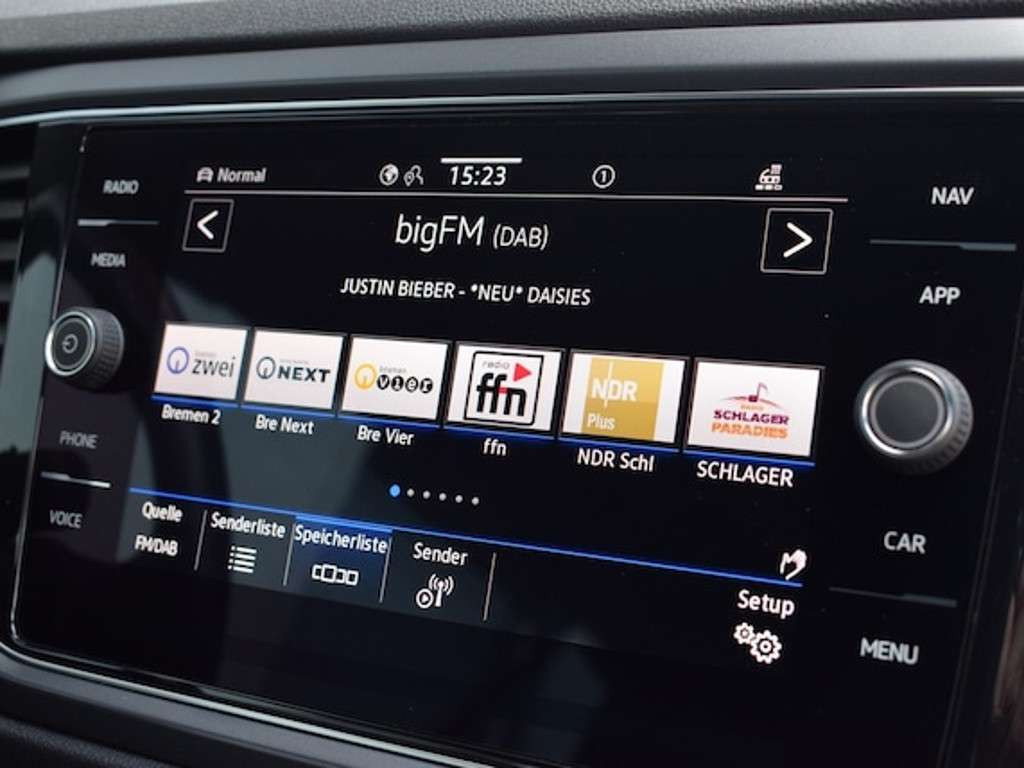 RADIO
MEDIA
PHONE
VOICE
Normal
15:23
1
bigFM (DAB)
JUSTIN BIEBER - *NEU* DAISIES
zwei
NEXT
vier
radio
ffn
NDR
Plus
SCHLAGER
PARADIES
Bremen 2
Bre Next
Bre Vier
ffn
NDR Schl
SCHLAGER
Quelle
FM/DAB
Senderliste
Speicherliste
Sender
Setup
NAV
APP
CAR
MENU